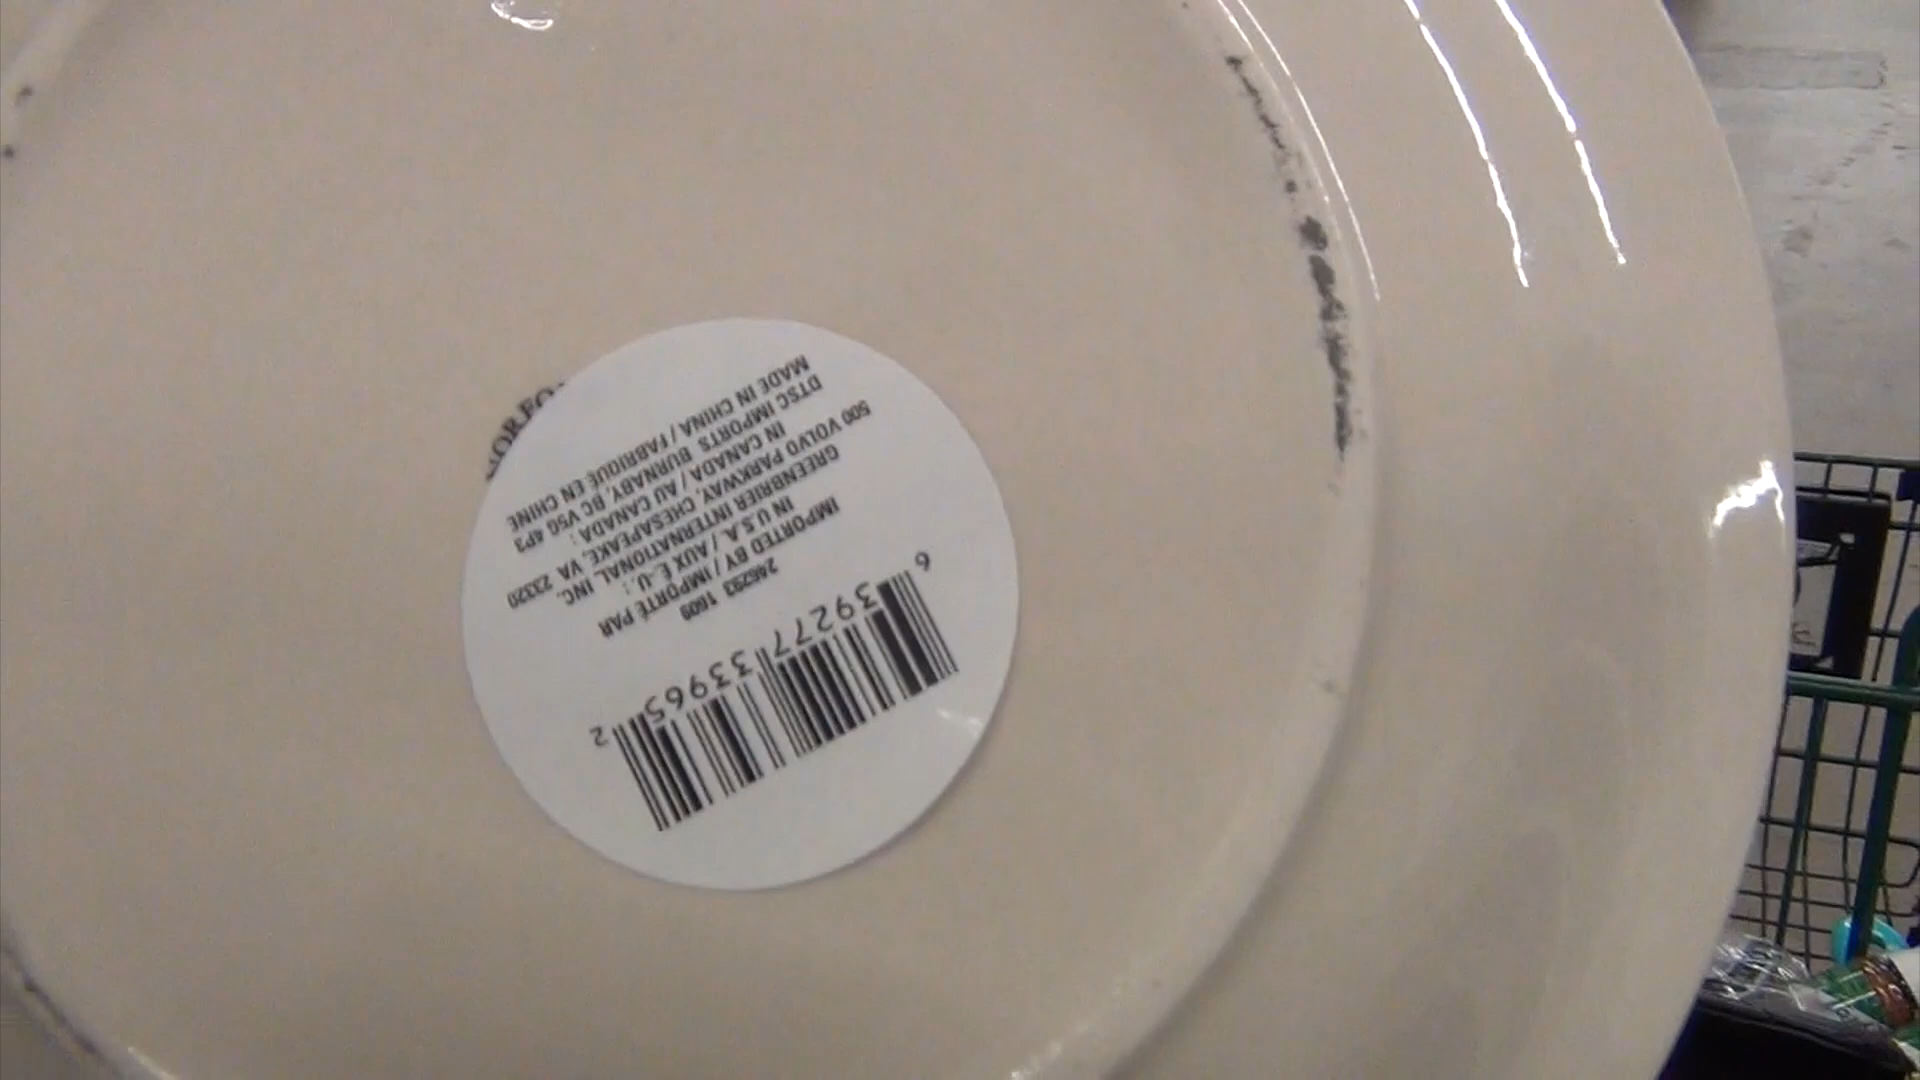 6 39277 33965 2
246293 1609
IMPORTED BY / IMPORTÉ PAR
IN U.S.A. / AUX É.-U. :
GREENBRIER INTERNATIONAL, INC.
500 VOLVO PARKWAY, CHESAPEAKE, VA 23320
IN CANADA / AU CANADA :
DTSC IMPORTS BURNABY, BC V5G 4P3
MADE IN CHINA / FABRIQUÉ EN CHINE